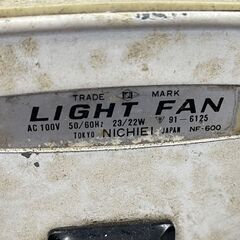 TRADE MARK
LIGHT FAN
AC 100V 50/60Hz 23/22W 91-6125
TOKYO NICHIEI JAPAN NF-600